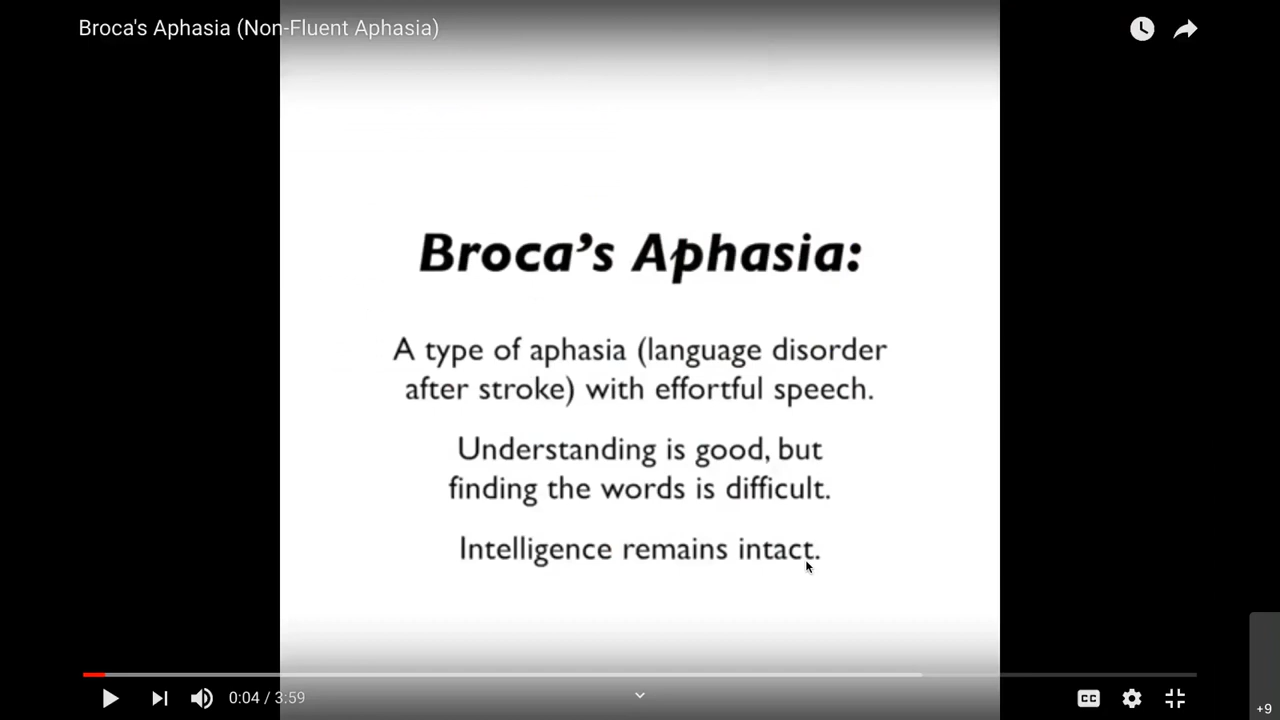 Broca's Aphasia (Non-Fluent Aphasia)
Broca’s Aphasia:
A type of aphasia (language disorder
after stroke) with effortful speech.
Understanding is good, but
finding the words is difficult.
Intelligence remains intact.
0:04 / 3:59
CC
+9